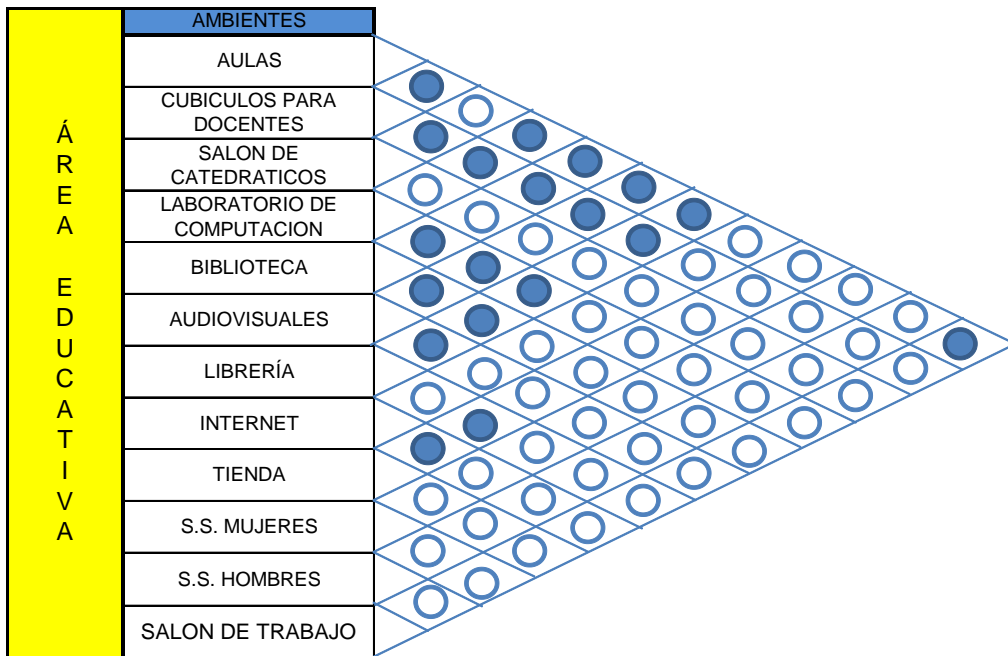 AMBIENTES
AULAS
CUBICULOS PARA
DOCENTES
SALON DE
CATEDRATICOS
LABORATORIO DE
COMPUTACION
BIBLIOTECA
AUDIOVISUALES
LIBRERÍA
INTERNET
TIENDA
S.S. MUJERES
S.S. HOMBRES
SALON DE TRABAJO
Á
R
E
A
E
D
U
C
A
T
I
V
A